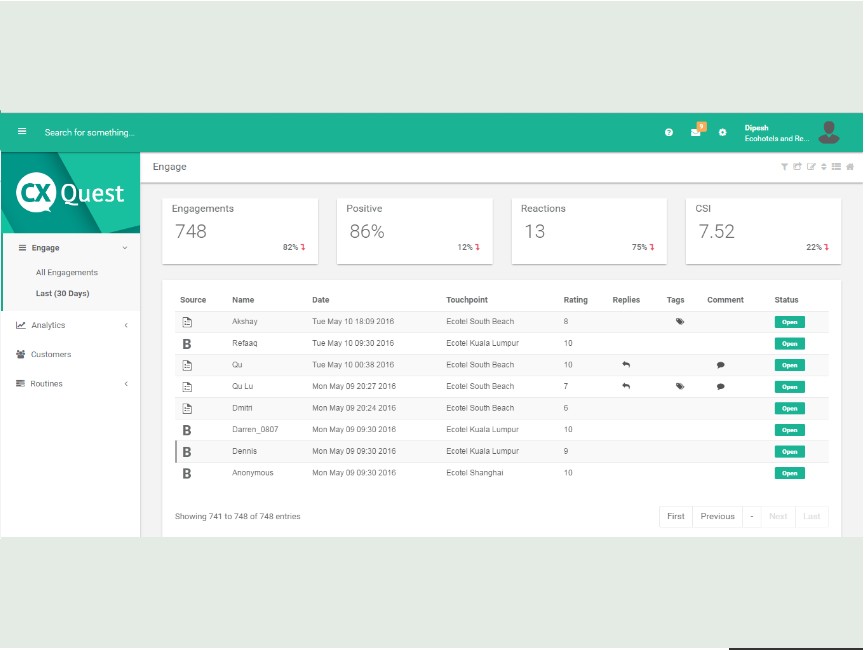 Search for something...
9
Dipesh
Ecohotels and Re...
CX Quest
Engage
Engage
All Engagements
Last (30 Days)
Analytics
Customers
Routines
Engagements
748
82%
Positive
86%
12%
Reactions
13
75%
CSI
7.52
22%
Source Name Date Touchpoint Rating Replies Tags Comment Status
Akshay Tue May 10 18:09 2016 Ecotel South Beach 8 Open
B Refaaq Tue May 10 09:30 2016 Ecotel Kuala Lumpur 10 Open
Qu Tue May 10 00:38 2016 Ecotel South Beach 10 Open
Qu Lu Mon May 09 20:27 2016 Ecotel South Beach 7 Open
Dmitri Mon May 09 20:24 2016 Ecotel South Beach 6 Open
B Darren_0807 Mon May 09 09:30 2016 Ecotel Kuala Lumpur 10 Open
B Dennis Mon May 09 09:30 2016 Ecotel Kuala Lumpur 9 Open
B Anonymous Mon May 09 09:30 2016 Ecotel Shanghai 10 Open
Showing 741 to 748 of 748 entries
First Previous - Next Last